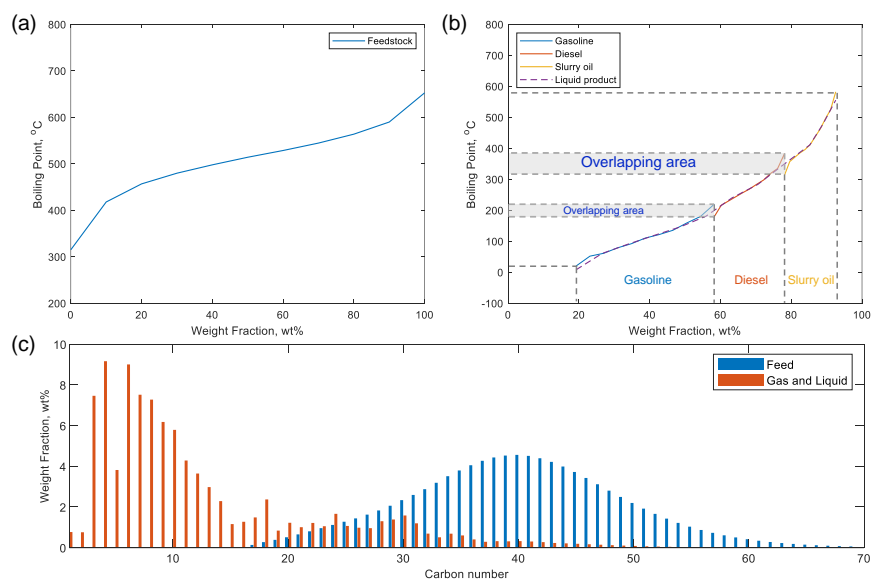 (a)
800
700
600
500
400
300
200
0
20
40
60
80
100
Boiling Point, °C
Weight Fraction, wt%
Feedstock
(b)
800
700
600
500
400
300
200
100
0
-100
0
20
40
60
80
100
Boiling Point, °C
Weight Fraction, wt%
Gasoline
Diesel
Slurry oil
Liquid product
Overlapping area
Overlapping area
Gasoline
Diesel
Slurry oil
(c)
10
8
6
4
2
0
10
20
30
40
50
60
70
Weight Fraction, wt%
Carbon number
Feed
Gas and Liquid